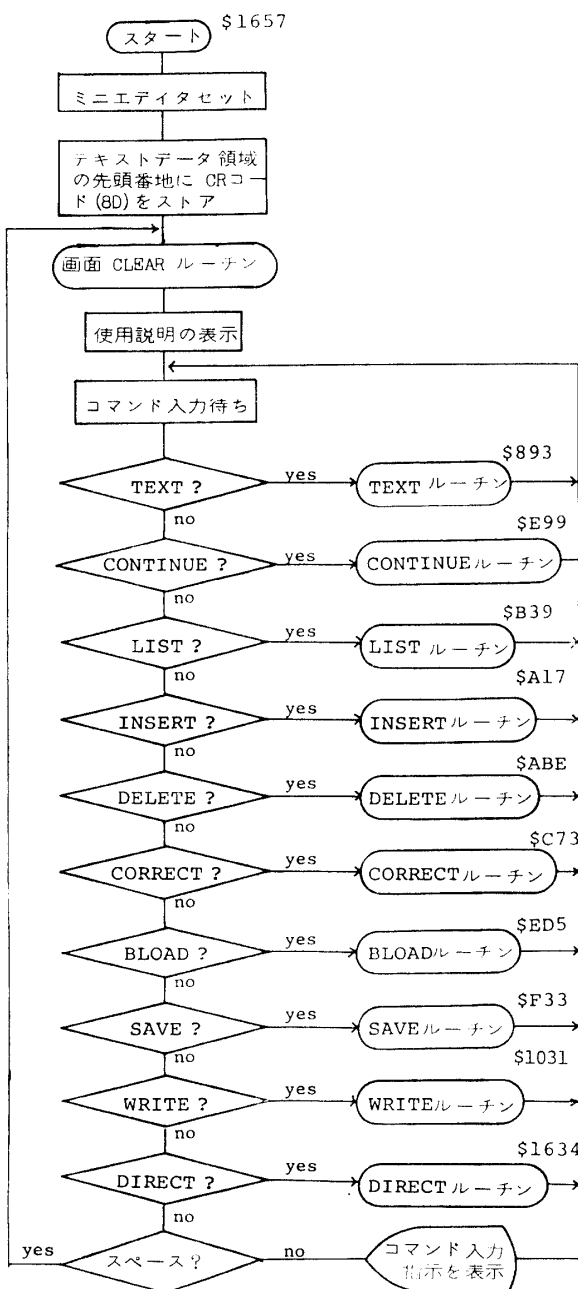 $1657
スタート
ミニエディタセット
テキストデータ領域
の先頭番地に CRコー
ド(8D)をストア
画面 CLEAR ルーチン
使用説明の表示
コマンド入力待ち
$893
TEXT ?
yes
TEXT ルーチン
no
$E99
CONTINUE ?
yes
CONTINUEルーチン
no
$B39
LIST ?
yes
LIST ルーチン
no
$A17
INSERT ?
yes
INSERTルーチン
no
$ABE
DELETE ?
yes
DELETEルーチン
no
$C73
CORRECT ?
yes
CORRECTルーチン
no
$ED5
BLOAD ?
yes
BLOADルーチン
no
$F33
SAVE ?
yes
SAVEルーチン
no
$1031
WRITE ?
yes
WRITEルーチン
no
$1634
DIRECT ?
yes
DIRECTルーチン
no
yes
スペース?
no
コマンド入力
指示を表示